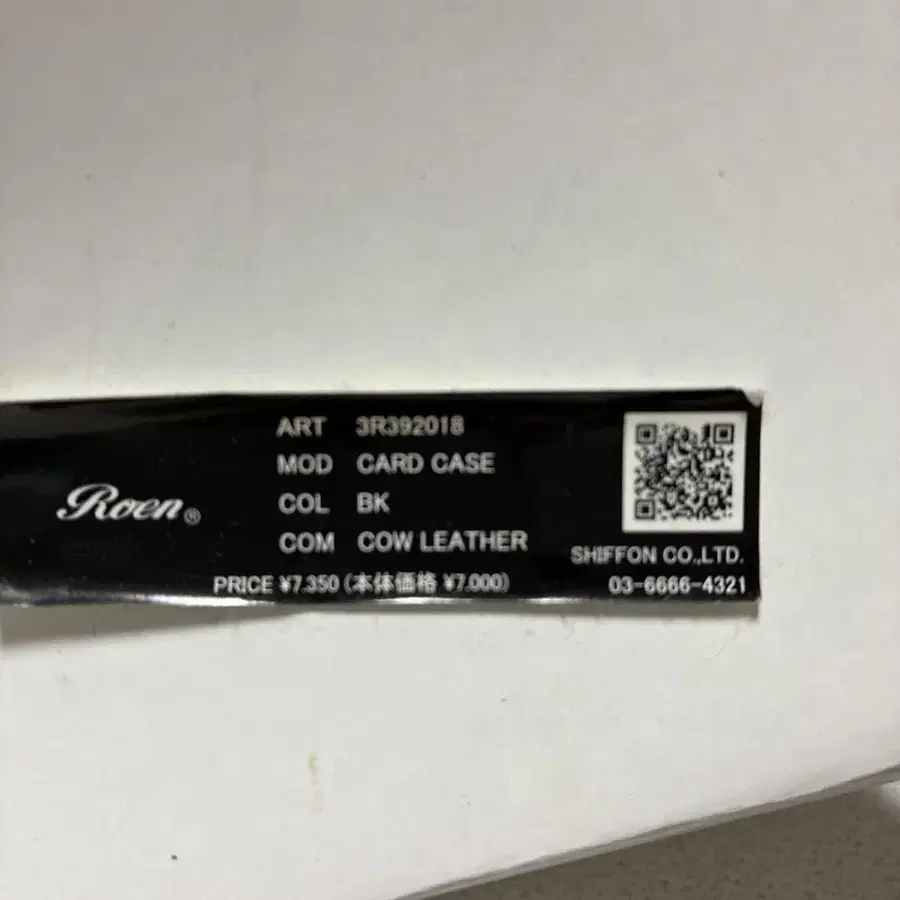 Roen®
ART 3R392018
MOD CARD CASE
COL BK
COM COW LEATHER
PRICE ¥7.350 (本体価格 ¥7.000)
SHIFFON CO.,LTD.
03-6666-4321